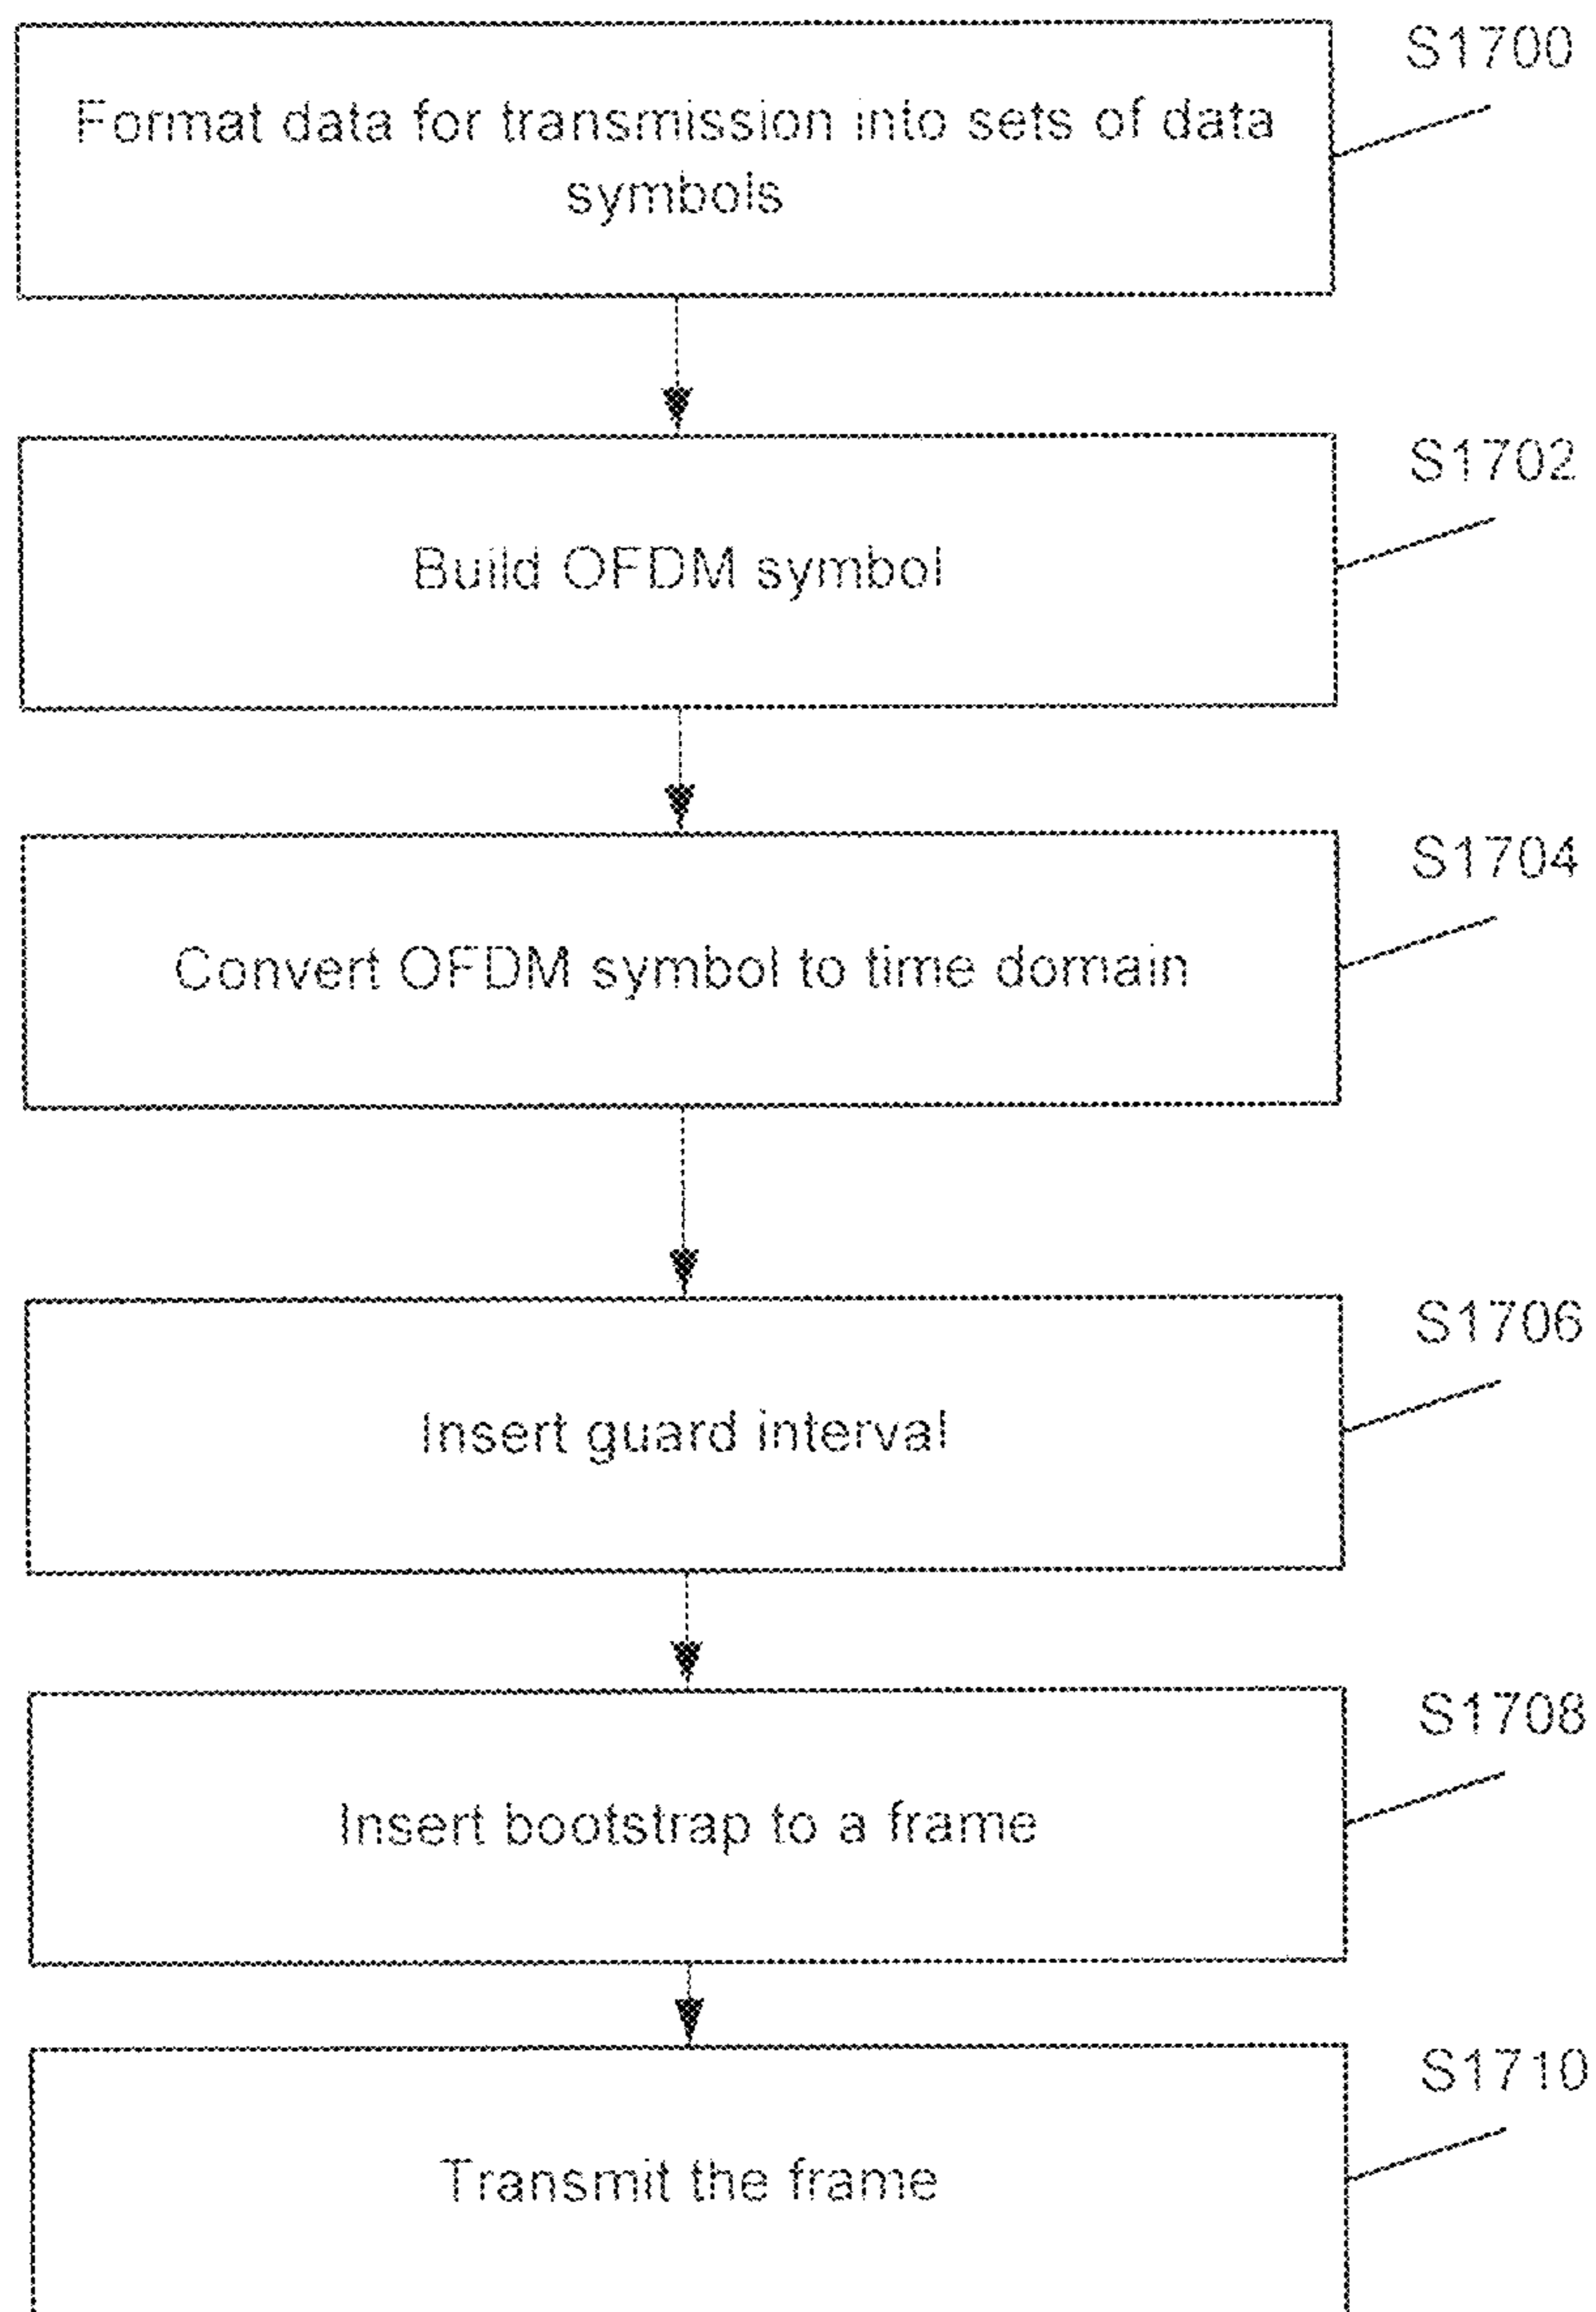 S1700
Format data for transmission into sets of data
symbols
S1702
Build OFDM symbol
S1704
Convert OFDM symbol to time domain
S1706
Insert guard interval
S1708
Insert bootstrap to a frame
S1710
Transmit the frame